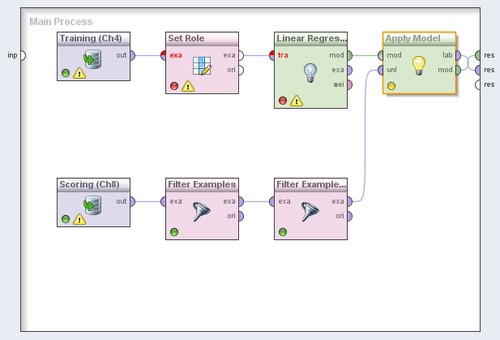 Main Process
Training (Ch4)
out
Set Role
exa
exa
ori
Linear Regres...
tra
mod
exa
wei
Apply Model
mod
lab
unl
mod
inp
res
res
res
Scoring (Ch8)
out
Filter Examples
exa
exa
ori
Filter Example...
exa
exa
ori